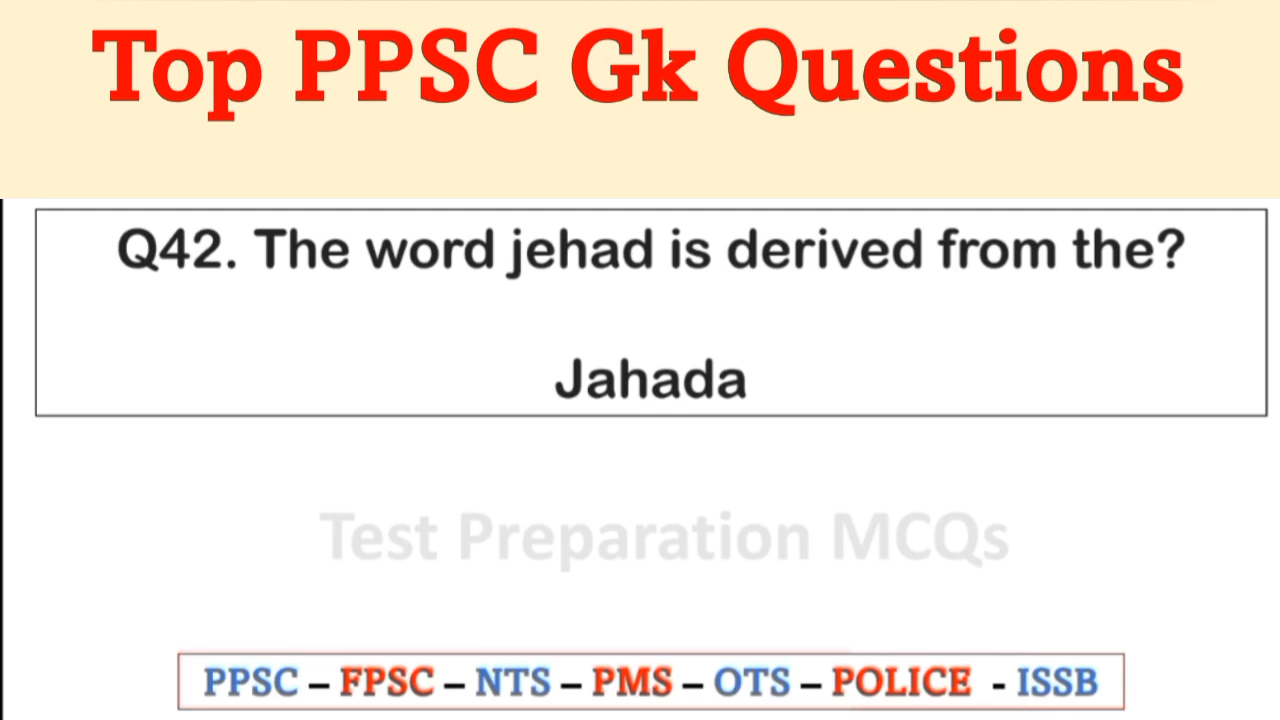 Top PPSC Gk Questions
Q42. The word jehad is derived from the?
Jahada
Test Preparation MCQs
PPSC – FPSC – NTS – PMS – OTS – POLICE - ISSB